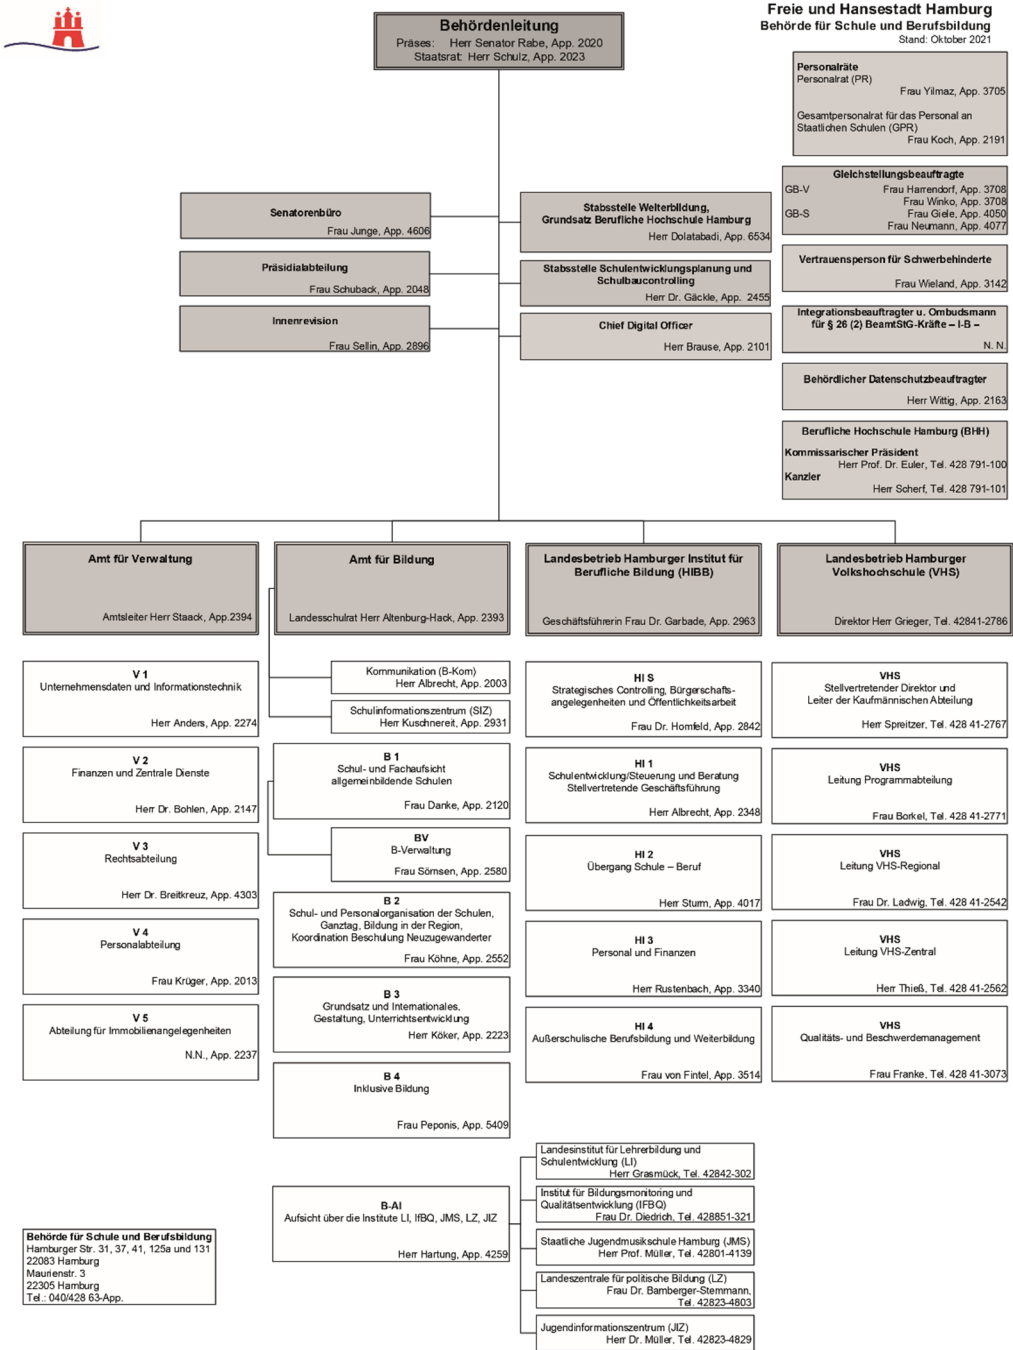 Freie und Hansestadt Hamburg
Behörde für Schule und Berufsbildung
Stand: Oktober 2021
Behördenleitung
Präses: Herr Senator Rabe, App. 2020
Staatsrat: Herr Schulz, App. 2023
Personalräte
Personalrat (PR)
Frau Yilmaz, App. 3705
Gesamtpersonalrat für das Personal an
Staatlichen Schulen (GPR)
Frau Koch, App. 2191
Gleichstellungsbeauftragte
GB-V Frau Harrendorf, App. 3708
Frau Winko, App. 3708
GB-S Frau Giele, App. 4050
Frau Neumann, App. 4077
Vertrauensperson für Schwerbehinderte
Frau Wieland, App. 3142
Integrationsbeauftragter u. Ombudsmann
für § 26 (2) BeamtStG-Kräfte – I-B –
N. N.
Behördlicher Datenschutzbeauftragter
Herr Wittig, App. 2163
Berufliche Hochschule Hamburg (BHH)
Kommissarischer Präsident
Herr Prof. Dr. Euler, Tel. 428 791-100
Kanzler
Herr Scherf, Tel. 428 791-101
Senatorenbüro
Frau Junge, App. 4606
Präsidialabteilung
Frau Schuback, App. 2048
Innenrevision
Frau Sellin, App. 2896
Stabsstelle Weiterbildung,
Grundsatz Berufliche Hochschule Hamburg
Herr Dolatabadi, App. 6534
Stabsstelle Schulentwicklungsplanung und
Schulbaucontrolling
Herr Dr. Gäckle, App. 2455
Chief Digital Officer
Herr Brause, App. 2101
Amt für Verwaltung
Amtsleiter Herr Staack, App.2394
V 1
Unternehmensdaten und Informationstechnik
Herr Anders, App. 2274
V 2
Finanzen und Zentrale Dienste
Herr Dr. Bohlen, App. 2147
V 3
Rechtsabteilung
Herr Dr. Breitkreuz, App. 4303
V 4
Personalabteilung
Frau Krüger, App. 2013
V 5
Abteilung für Immobilienangelegenheiten
N.N., App. 2237
Amt für Bildung
Landesschulrat Herr Altenburg-Hack, App. 2393
Kommunikation (B-Kom)
Herr Albrecht, App. 2003
Schulinformationszentrum (SIZ)
Herr Kuschnereit, App. 2931
B 1
Schul- und Fachaufsicht
allgemeinbildende Schulen
Frau Danke, App. 2120
BV
B-Verwaltung
Frau Sörnsen, App. 2580
B 2
Schul- und Personalorganisation der Schulen,
Ganztag, Bildung in der Region,
Koordination Beschulung Neuzugewanderter
Frau Köhne, App. 2552
B 3
Grundsatz und Internationales,
Gestaltung, Unterrichtsentwicklung
Herr Köker, App. 2223
B 4
Inklusive Bildung
Frau Peponis, App. 5409
B-AI
Aufsicht über die Institute LI, IfBQ, JMS, LZ, JIZ
Herr Hartung, App. 4259
Landesinstitut für Lehrerbildung und
Schulentwicklung (LI)
Herr Grasmück, Tel. 42842-302
Institut für Bildungsmonitoring und
Qualitätsentwicklung (IFBQ)
Frau Dr. Diedrich, Tel. 428851-321
Staatliche Jugendmusikschule Hamburg (JMS)
Herr Prof. Müller, Tel. 42801-4139
Landeszentrale für politische Bildung (LZ)
Frau Dr. Bamberger-Stemmann,
Tel. 42823-4803
Jugendinformationszentrum (JIZ)
Herr Dr. Müller, Tel. 42823-4829
Landesbetrieb Hamburger Institut für
Berufliche Bildung (HIBB)
Geschäftsführerin Frau Dr. Garbade, App. 2963
HI S
Strategisches Controlling, Bürgerschafts-
angelegenheiten und Öffentlichkeitsarbeit
Frau Dr. Homfeld, App. 2842
HI 1
Schulentwicklung/Steuerung und Beratung
Stellvertretende Geschäftsführung
Herr Albrecht, App. 2348
HI 2
Übergang Schule – Beruf
Herr Sturm, App. 4017
HI 3
Personal und Finanzen
Herr Rustenbach, App. 3340
HI 4
Außerschulische Berufsbildung und Weiterbildung
Frau von Fintel, App. 3514
Landesbetrieb Hamburger
Volkshochschule (VHS)
Direktor Herr Grieger, Tel. 42841-2786
VHS
Stellvertretender Direktor und
Leiter der Kaufmännischen Abteilung
Herr Spreitzer, Tel. 428 41-2767
VHS
Leitung Programmabteilung
Frau Borkel, Tel. 428 41-2771
VHS
Leitung VHS-Regional
Frau Dr. Ladwig, Tel. 428 41-2542
VHS
Leitung VHS-Zentral
Herr Thieß, Tel. 428 41-2562
VHS
Qualitäts- und Beschwerdemanagement
Frau Franke, Tel. 428 41-3073
Behörde für Schule und Berufsbildung
Hamburger Str. 31, 37, 41, 125a und 131
22083 Hamburg
Maurienstr. 3
22305 Hamburg
Tel.: 040/428 63-App.